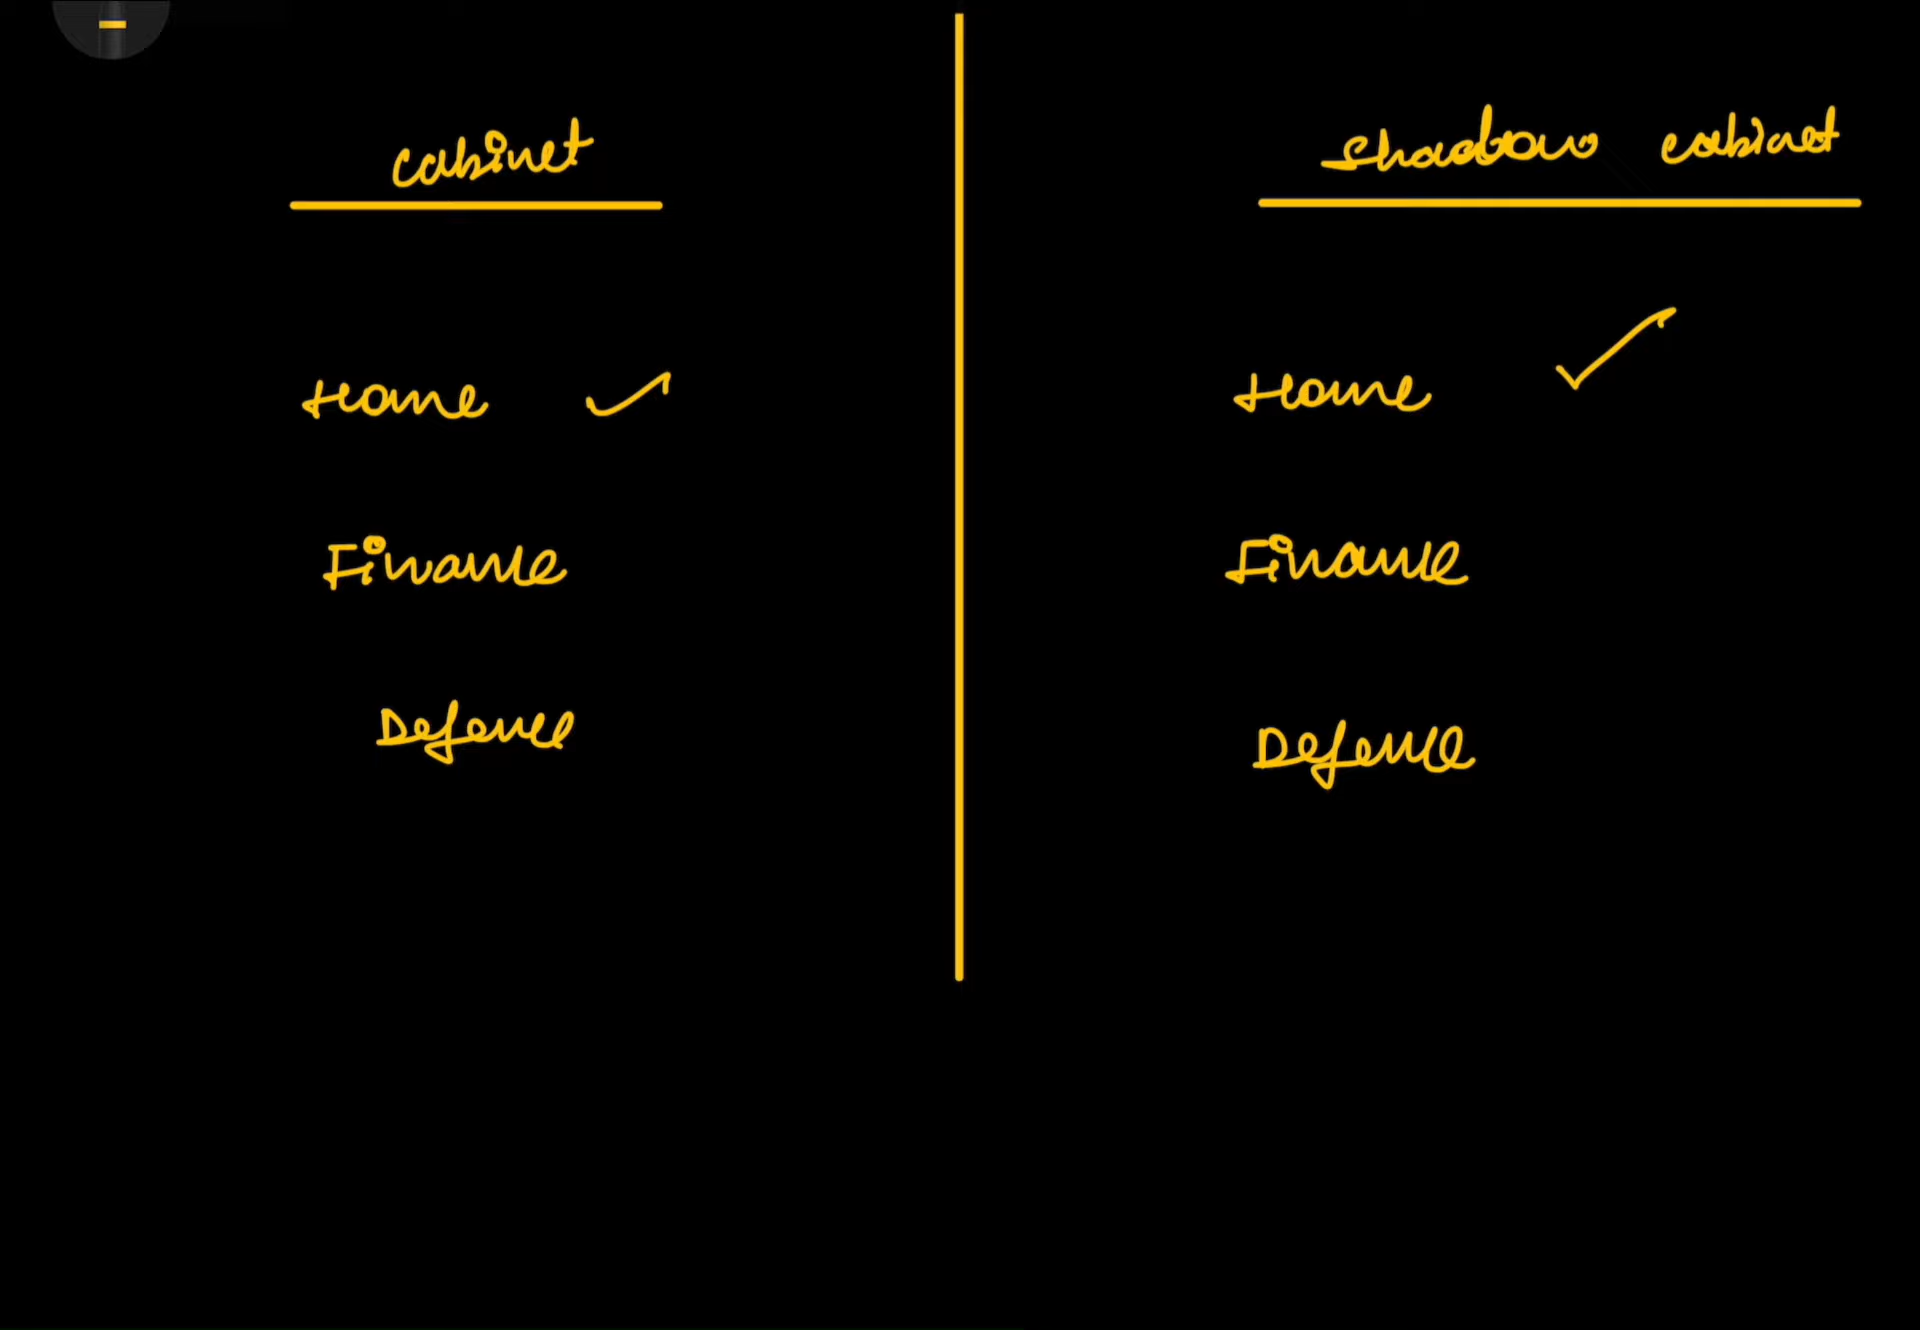 cabinet
Home ✓
Finance
Defence
Shadow cabinet
Home ✓
Finance
Defence